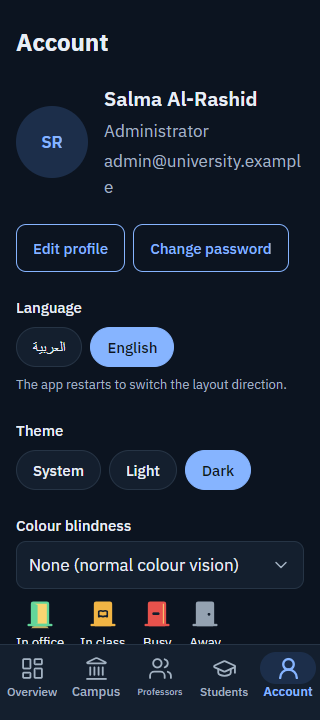 Account
SR
Salma Al-Rashid
Administrator
admin@university.exampl
e
Edit profile
Change password
Language
العربية
English
The app restarts to switch the layout direction.
Theme
System
Light
Dark
Colour blindness
None (normal colour vision)
In office
In class
Busy
Away
Overview
Campus
Professors
Students
Account